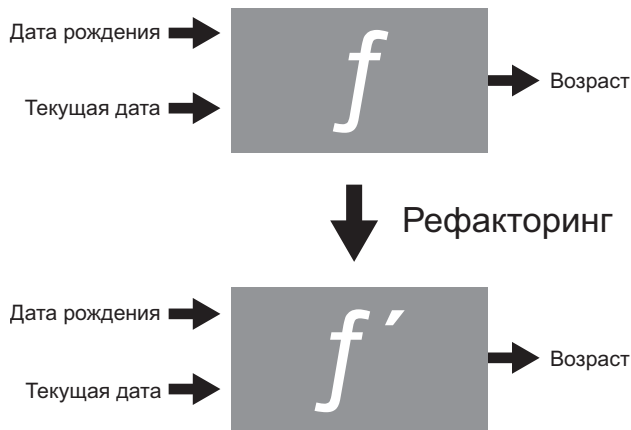 Дата рождения
f
Текущая дата
Возраст
Рефакторинг
Дата рождения
f´
Текущая дата
Возраст